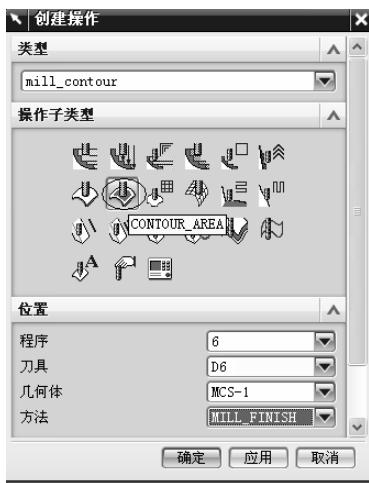 创建操作
类型
mill_contour
操作子类型
CONTOUR_AREA
A
位置
程序 6
刀具 D6
几何体 MCS-1
方法 MILL_FINISH
确定 应用 取消